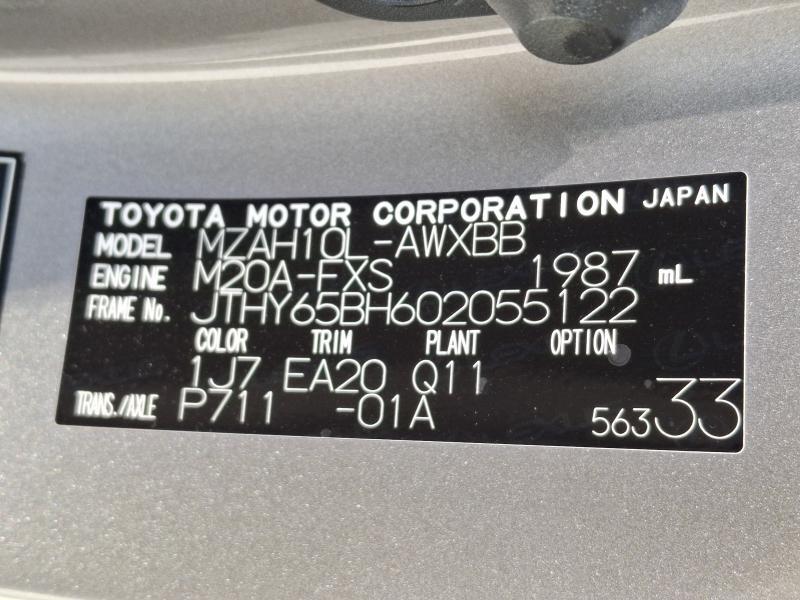 TOYOTA MOTOR CORPORATION JAPAN
MODEL MZAH10L-AWXBB
ENGINE M20A-FXS 1987 mL
FRAME No. JTHY65BH602055122
COLOR TRIM PLANT OPTION
1J7 EA20 Q11
TRANS./AXLE P711 -01A 56333